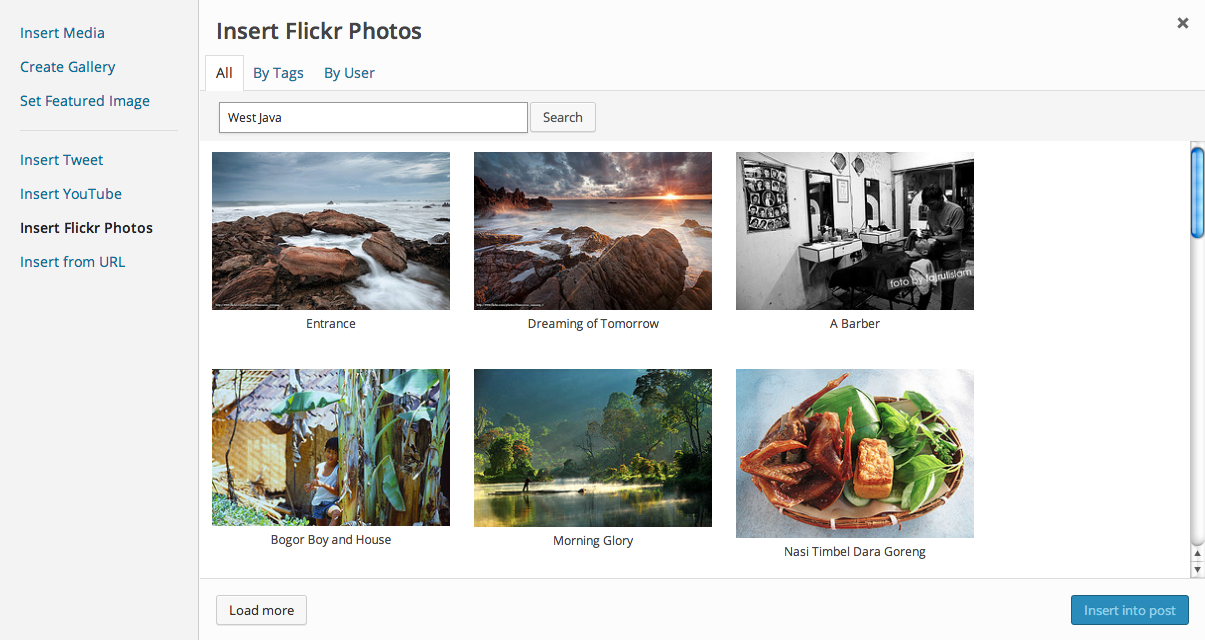 Insert Media
Create Gallery
Set Featured Image
Insert Tweet
Insert YouTube
Insert Flickr Photos
Insert from URL
Insert Flickr Photos
All By Tags By User
West Java Search
foto by fajrulislam
Entrance Dreaming of Tomorrow A Barber
Bogor Boy and House Morning Glory Nasi Timbel Dara Goreng
Load more Insert into post